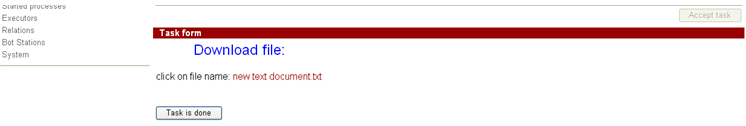 Started processes
Executors
Relations
Bot Stations
System
Accept task
Task form
Download file:
click on file name: new text document.txt
Task is done